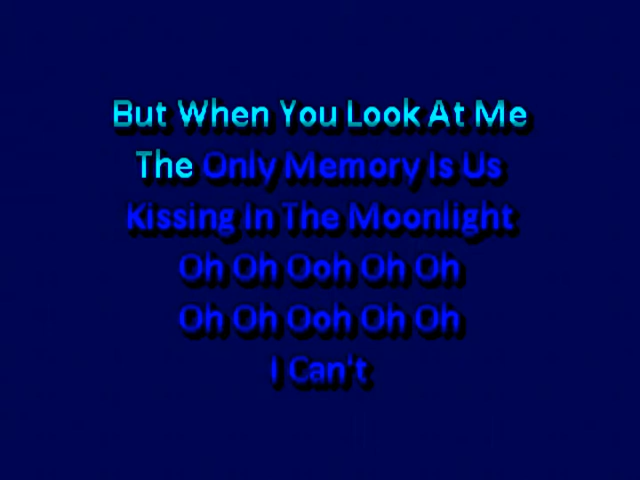 But When You Look At Me
The Only Memory Is Us
Kissing In The Moonlight
Oh Oh Ooh Oh Oh
Oh Oh Ooh Oh Oh
I Can't